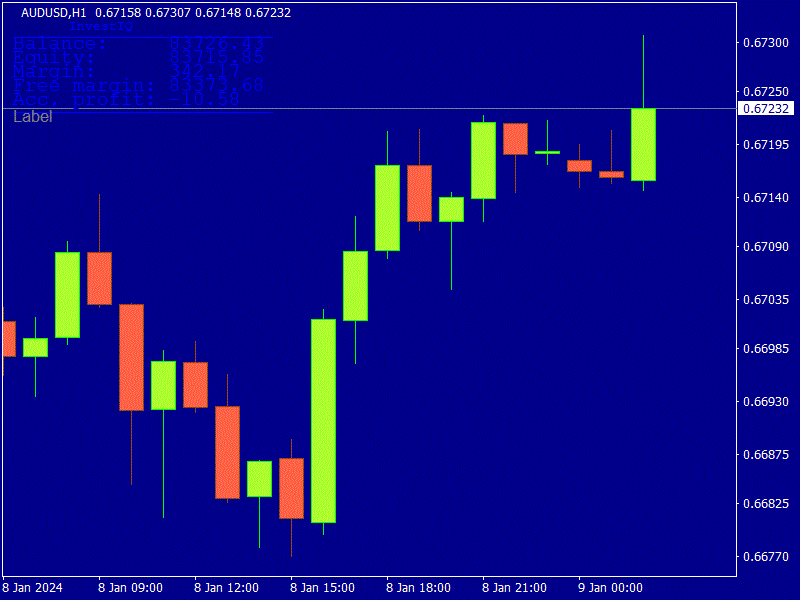 AUDUSD,H1 0.67158 0.67307 0.67148 0.67232
Balance:
Equity:
Margin:
Free margin:
Acc. profit:
Label
0.67300
0.67250
0.67232
0.67195
0.67140
0.67090
0.67035
0.66985
0.66930
0.66875
0.66825
0.66770
8 Jan 2024 8 Jan 09:00 8 Jan 12:00 8 Jan 15:00 8 Jan 18:00 8 Jan 21:00 9 Jan 00:00